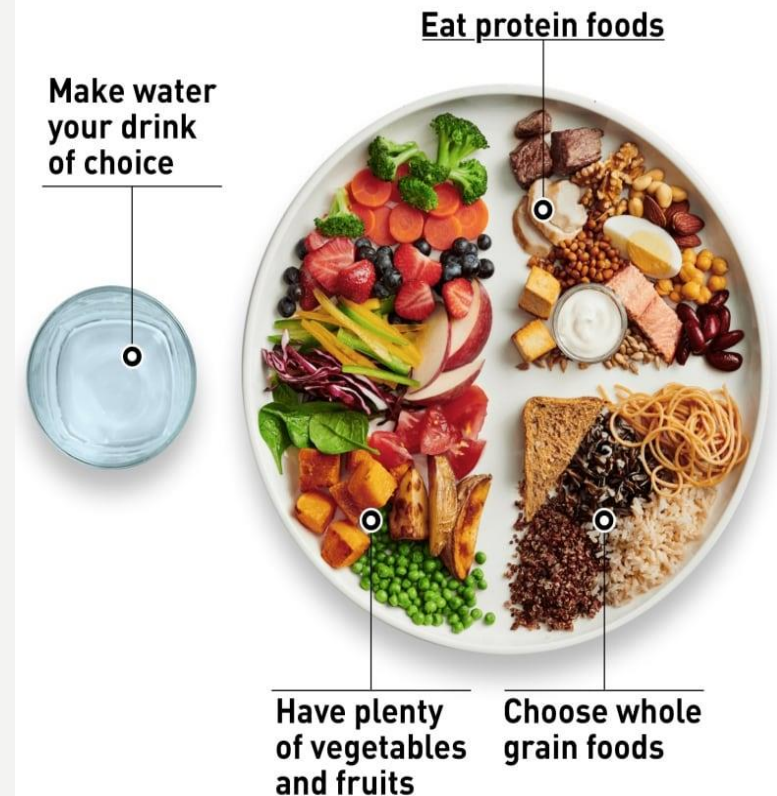 Eat protein foods
Make water
your drink
of choice
Have plenty
of vegetables
and fruits
Choose whole
grain foods